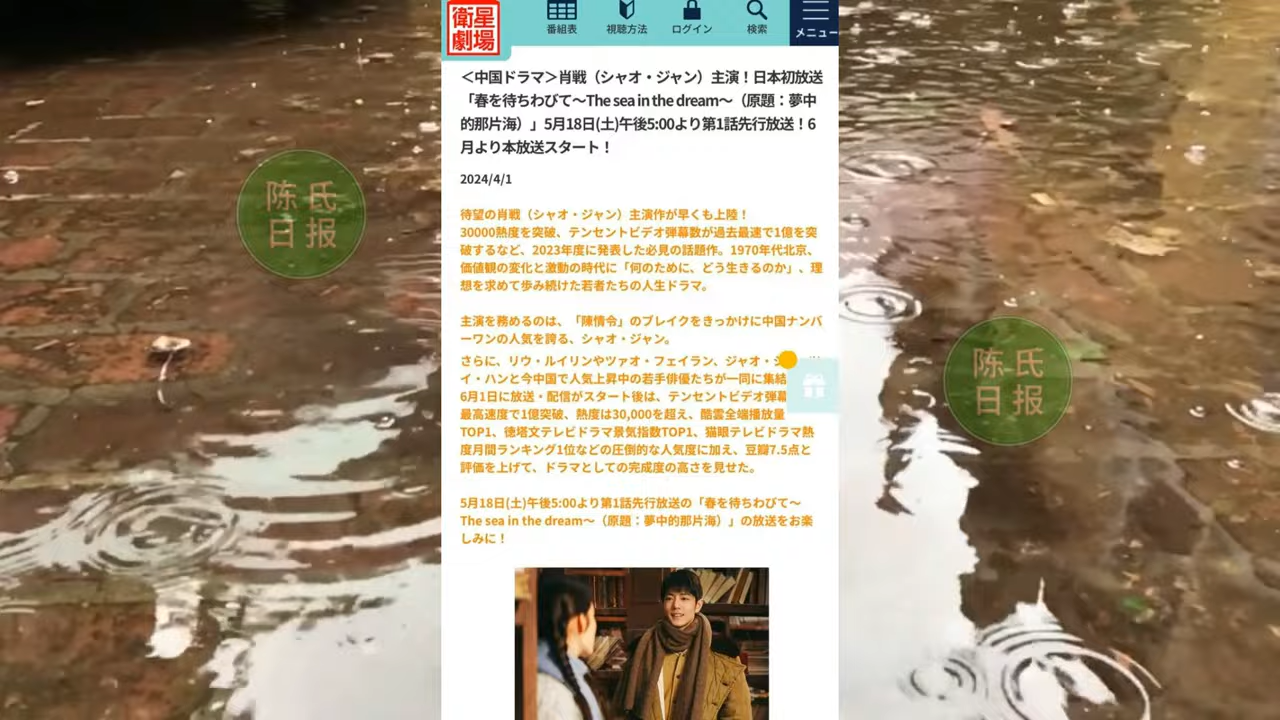 衛星
劇場
番組表
視聴方法
ログイン
検索
メニュー
＜中国ドラマ＞肖戦（シャオ・ジャン）主演！日本初放送
「春を待ちわびて～The sea in the dream～（原題：夢中
的那片海）」5月18日(土)午後5:00より第1話先行放送！6
月より本放送スタート！
2024/4/1
待望の肖戦（シャオ・ジャン）主演作が早くも上陸！
30000熱度を突破、テンセントビデオ弾幕数が過去最速で1億を突
破するなど、2023年度に発表した必見の話題作。1970年代北京、
価値観の変化と激動の時代に「何のために、どう生きるのか」、理
想を求めて歩み続けた若者たちの人生ドラマ。
主演を務めるのは、「陳情令」のブレイクをきっかけに中国ナンバ
ーワンの人気を誇る、シャオ・ジャン。
さらに、リウ・ルイリンやツァオ・フェイラン、ジャオ・
イ・ハンと今中国で人気上昇中の若手俳優たちが一同に集結
6月1日に放送・配信がスタート後は、テンセントビデオ弾幕
最高速度で1億突破、熱度は30,000を超え、酷雲全端播放量
TOP1、徳塔文テレビドラマ景気指数TOP1、猫眼テレビドラマ熱
度月間ランキング1位などの圧倒的な人気度に加え、豆瓣7.5点と
評価を上げて、ドラマとしての完成度の高さを見せた。
5月18日(土)午後5:00より第1話先行放送の「春を待ちわびて～
The sea in the dream～（原題：夢中的那片海）」の放送をお楽
しみに！
陈氏
日报
陈氏
日报